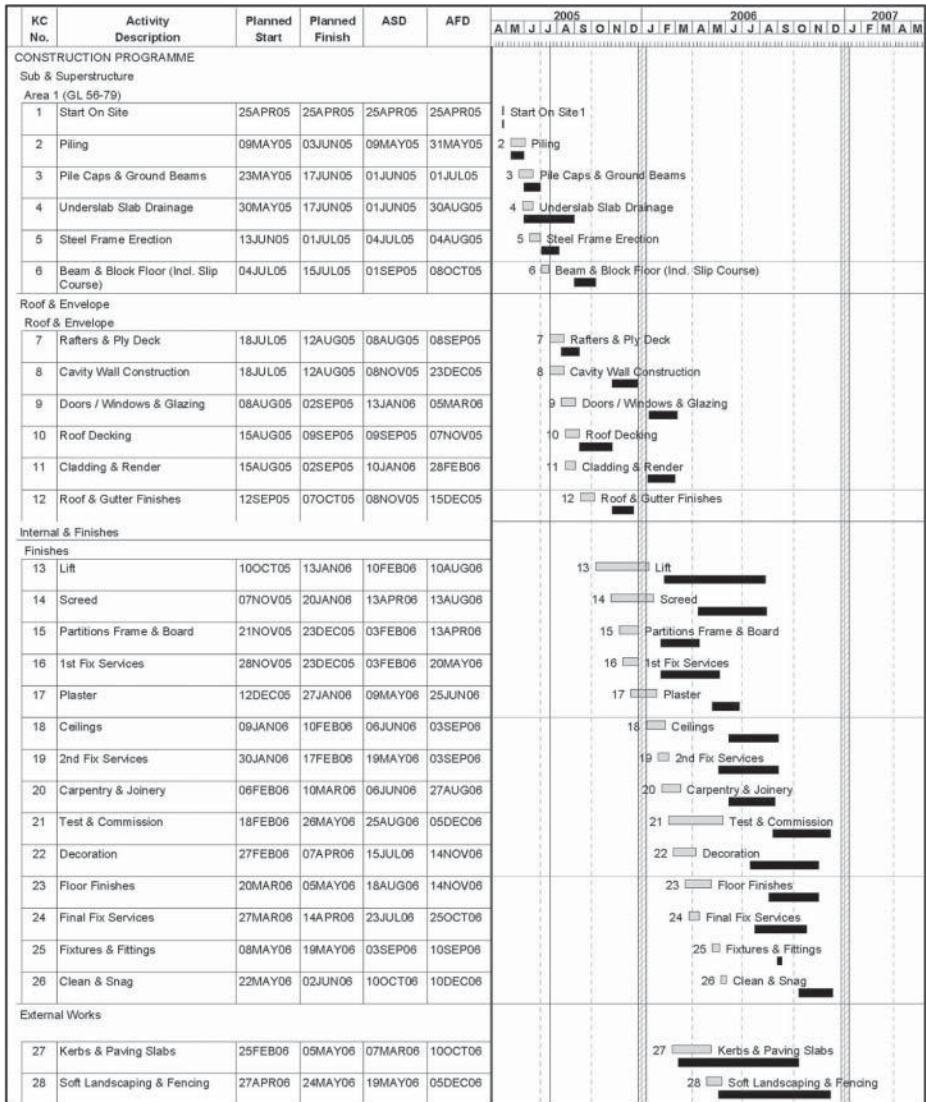 KC No. Activity Description Planned Start Planned Finish ASD AFD 2005 2006 2007
A M J J A S O N D J F M A M J J A S O N D J F M A M
CONSTRUCTION PROGRAMME
Sub & Superstructure
Area 1 (GL 56-79)
1 Start On Site 25APR05 25APR05 25APR05 25APR05 Start On Site1
2 Piling 09MAY05 03JUN05 09MAY05 31MAY05 2 Piling
3 Pile Caps & Ground Beams 23MAY05 17JUN05 01JUN05 01JUL05 3 Pile Caps & Ground Beams
4 Underslab Slab Drainage 30MAY05 17JUN05 01JUN05 30AUG05 4 Underslab Slab Drainage
5 Steel Frame Erection 13JUN05 01JUL05 04JUL05 04AUG05 5 Steel Frame Erection
6 Beam & Block Floor (Incl. Slip 04JUL05 15JUL05 01SEP05 08OCT05 6 Beam & Block Floor (Incl. Slip Course)
Course)
Roof & Envelope
Roof & Envelope
7 Rafters & Ply Deck 18JUL05 12AUG05 08AUG05 08SEP05 7 Rafters & Ply Deck
8 Cavity Wall Construction 18JUL05 12AUG05 08NOV05 23DEC05 8 Cavity Wall Construction
9 Doors / Windows & Glazing 08AUG05 02SEP05 13JAN06 05MAR06 9 Doors / Windows & Glazing
10 Roof Decking 15AUG05 09SEP05 09SEP05 07NOV05 10 Roof Decking
11 Cladding & Render 15AUG05 02SEP05 10JAN06 28FEB06 11 Cladding & Render
12 Roof & Gutter Finishes 12SEP05 07OCT05 08NOV05 15DEC05 12 Roof & Gutter Finishes
Internal & Finishes
Finishes
13 Lift 10OCT05 13JAN06 10FEB06 10AUG06 13 Lift
14 Screed 07NOV05 20JAN06 13APR06 13AUG06 14 Screed
15 Partitions Frame & Board 21NOV05 23DEC05 03FEB06 13APR06 15 Partitions Frame & Board
16 1st Fix Services 28NOV05 23DEC05 03FEB06 20MAY06 16 1st Fix Services
17 Plaster 12DEC05 27JAN06 09MAY06 25JUN06 17 Plaster
18 Ceilings 09JAN06 10FEB06 06JUN06 03SEP06 18 Ceilings
19 2nd Fix Services 30JAN06 17FEB06 19MAY06 03SEP06 19 2nd Fix Services
20 Carpentry & Joinery 06FEB06 10MAR06 06JUN06 27AUG06 20 Carpentry & Joinery
21 Test & Commission 18FEB06 26MAY06 25AUG06 05DEC06 21 Test & Commission
22 Decoration 27FEB06 07APR06 15JUL06 14NOV06 22 Decoration
23 Floor Finishes 20MAR06 05MAY06 18AUG06 14NOV06 23 Floor Finishes
24 Final Fix Services 27MAR06 14APR06 23JUL06 25OCT06 24 Final Fix Services
25 Fixtures & Fittings 08MAY06 19MAY06 03SEP06 10SEP06 25 Fixtures & Fittings
26 Clean & Snag 22MAY06 02JUN06 10OCT06 10DEC06 26 Clean & Snag
External Works
27 Kerbs & Paving Slabs 25FEB06 05MAY06 07MAR06 10OCT06 27 Kerbs & Paving Slabs
28 Soft Landscaping & Fencing 27APR06 24MAY06 19MAY06 05DEC06 28 Soft Landscaping & Fencing